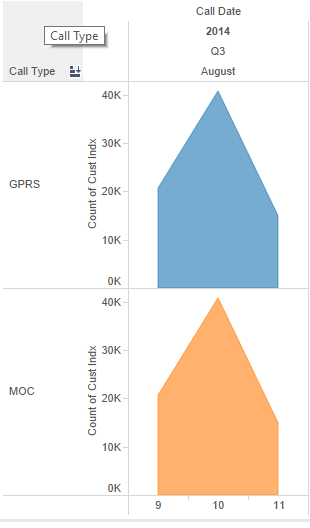 Call Date
Call Type
2014
Q3
Call Type
August
40K
30K
GPRS
20K
Count of Cust Indx
10K
0K
40K
30K
MOC
20K
Count of Cust Indx
10K
0K
9 10 11